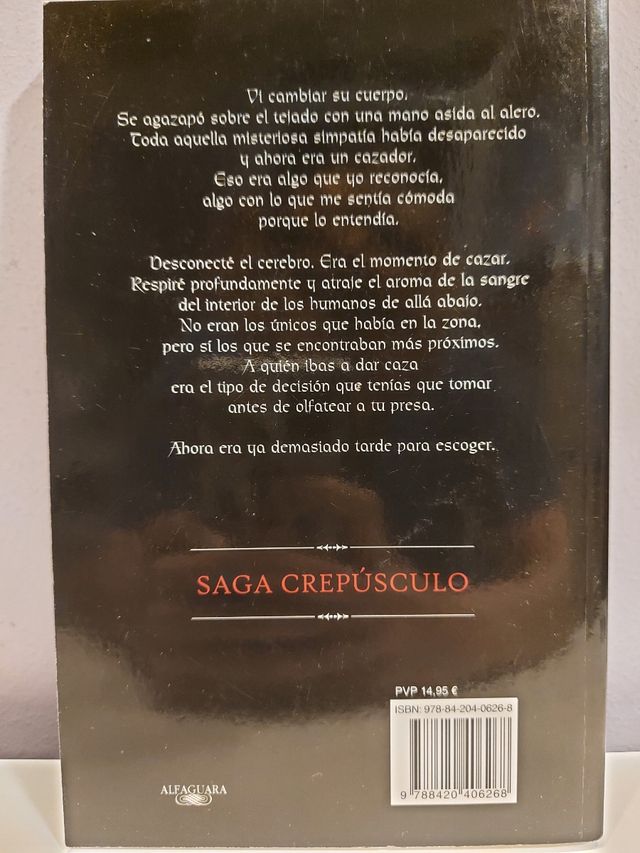 Vi cambiar su cuerpo.
Se agazapó sobre el tejado con una mano asida al alero.
Toda aquella misteriosa simpatía había desaparecido
y ahora era un cazador.
Eso era algo que yo reconocía,
algo con lo que me sentía cómoda
porque lo entendía.
Desconecté el cerebro. Era el momento de cazar.
Respiré profundamente y atraje el aroma de la sangre
del interior de los humanos de allá abajo.
No eran los únicos que había en la zona,
pero sí los que se encontraban más próximos.
A quién ibas a dar caza
era el tipo de decisión que tenías que tomar
antes de olfatear a tu presa.
Ahora era ya demasiado tarde para escoger.
SAGA CREPÚSCULO
PVP 14,95 €
ISBN: 978-84-204-0626-8
9 788420 406268
ALFAGUARA